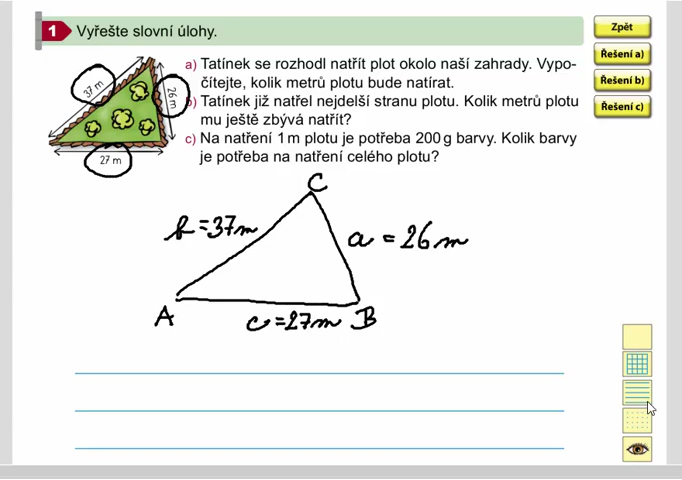 1 Vyřešte slovní úlohy.
Zpět
Řešení a)
Řešení b)
Řešení c)
a) Tatínek se rozhodl natřít plot okolo naší zahrady. Vypo-
čítejte, kolik metrů plotu bude natírat.
b) Tatínek již natřel nejdelší stranu plotu. Kolik metrů plotu
mu ještě zbývá natřít?
c) Na natření 1 m plotu je potřeba 200 g barvy. Kolik barvy
je potřeba na natření celého plotu?
37 m
26 m
27 m
C
b = 37m
a = 26 m
A
c = 27m
B